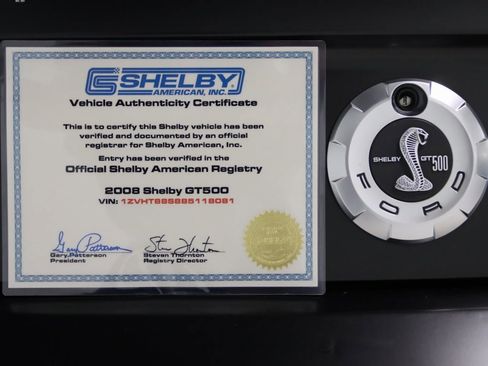 SHELBY
AMERICAN, INC.
Vehicle Authenticity Certificate
This is to certify this Shelby vehicle has been
verified and documented by an official
registrar for Shelby American, Inc.
Entry has been verified in the
Official Shelby American Registry
2008 Shelby GT500
VIN: 1ZVHT88S885118081
Gary Patterson
President
Steven Thornton
Registry Director
SHELBY GT500
FORD